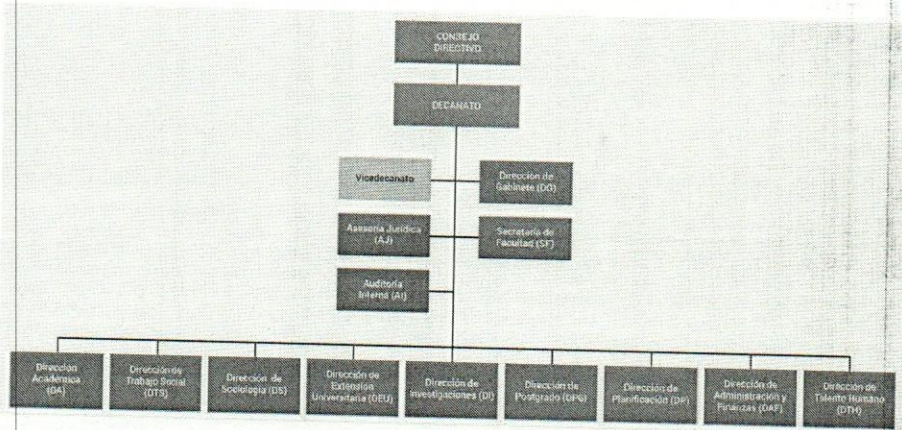 CONSEJO
DIRECTIVO
DECANATO
Vicedecanato
Dirección de
Gabinete (DG)
Asesoría Jurídica
(AJ)
Secretaría de
Facultad (SF)
Auditoría
Interna (AI)
Dirección
Académica
(DA)
Dirección de
Trabajo Social
(DTS)
Dirección de
Sociología (DS)
Dirección de
Extensión
Universitaria (DEU)
Dirección de
Investigaciones (DI)
Dirección de
Postgrado (DPG)
Dirección de
Planificación (DP)
Dirección de
Administración y
Finanzas (DAF)
Dirección de
Talento Humano
(DTH)